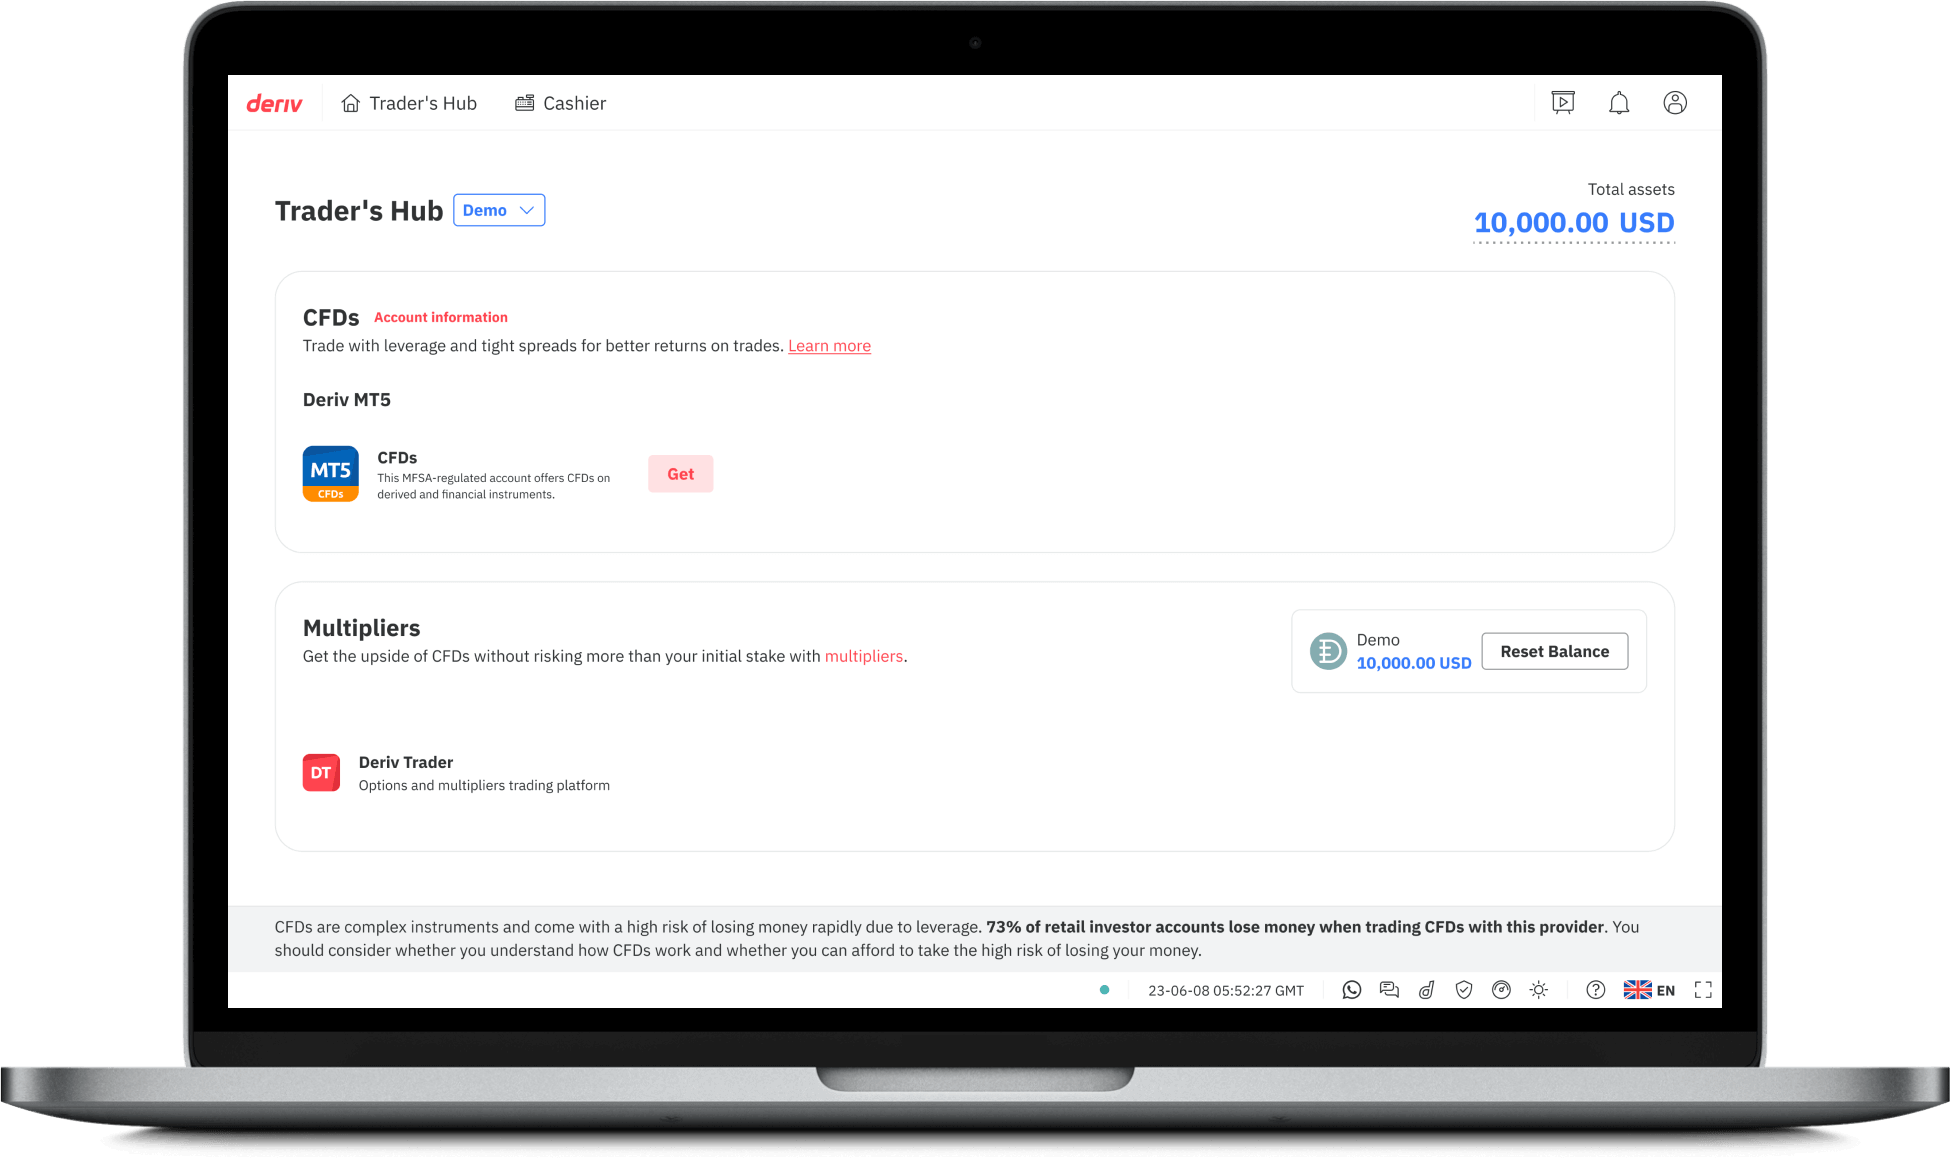 deriv Trader's Hub Cashier
Total assets
Trader's Hub Demo
10,000.00 USD
CFDs Account information
Trade with leverage and tight spreads for better returns on trades. Learn more
Deriv MT5
MT5
CFDs
CFDs
This MFSA-regulated account offers CFDs on
derived and financial instruments.
Get
Multipliers
Get the upside of CFDs without risking more than your initial stake with multipliers.
Demo
10,000.00 USD
Reset Balance
DT
Deriv Trader
Options and multipliers trading platform
CFDs are complex instruments and come with a high risk of losing money rapidly due to leverage. 73% of retail investor accounts lose money when trading CFDs with this provider. You
should consider whether you understand how CFDs work and whether you can afford to take the high risk of losing your money.
23-06-08 05:52:27 GMT EN